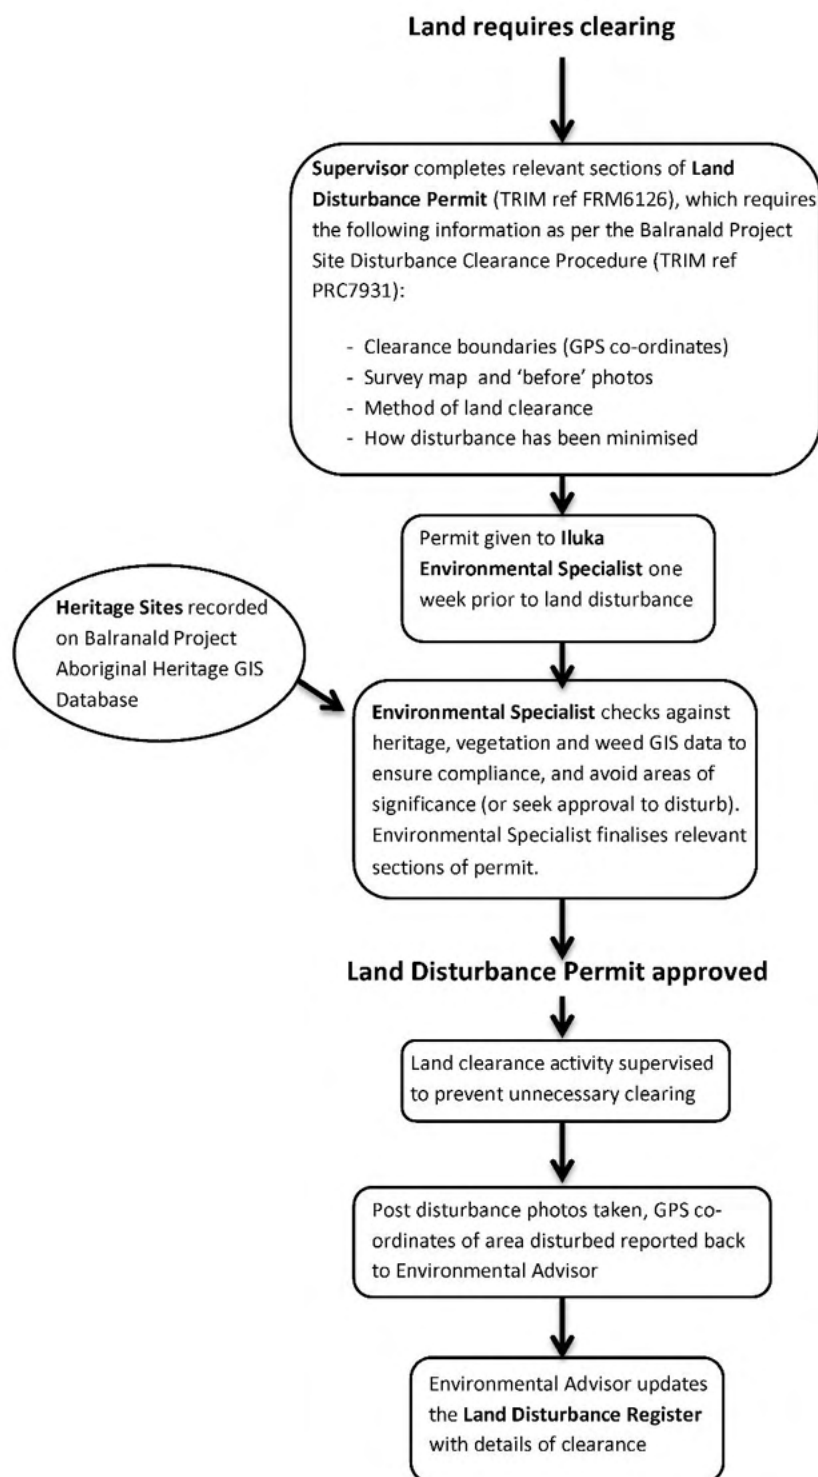 Land requires clearing
Supervisor completes relevant sections of Land
Disturbance Permit (TRIM ref FRM6126), which requires
the following information as per the Balranald Project
Site Disturbance Clearance Procedure (TRIM ref
PRC7931):
- Clearance boundaries (GPS co-ordinates)
- Survey map and ‘before’ photos
- Method of land clearance
- How disturbance has been minimised
Permit given to Iluka
Environmental Specialist one
week prior to land disturbance
Heritage Sites recorded
on Balranald Project
Aboriginal Heritage GIS
Database
Environmental Specialist checks against
heritage, vegetation and weed GIS data to
ensure compliance, and avoid areas of
significance (or seek approval to disturb).
Environmental Specialist finalises relevant
sections of permit.
Land Disturbance Permit approved
Land clearance activity supervised
to prevent unnecessary clearing
Post disturbance photos taken, GPS co-
ordinates of area disturbed reported back
to Environmental Advisor
Environmental Advisor updates
the Land Disturbance Register
with details of clearance